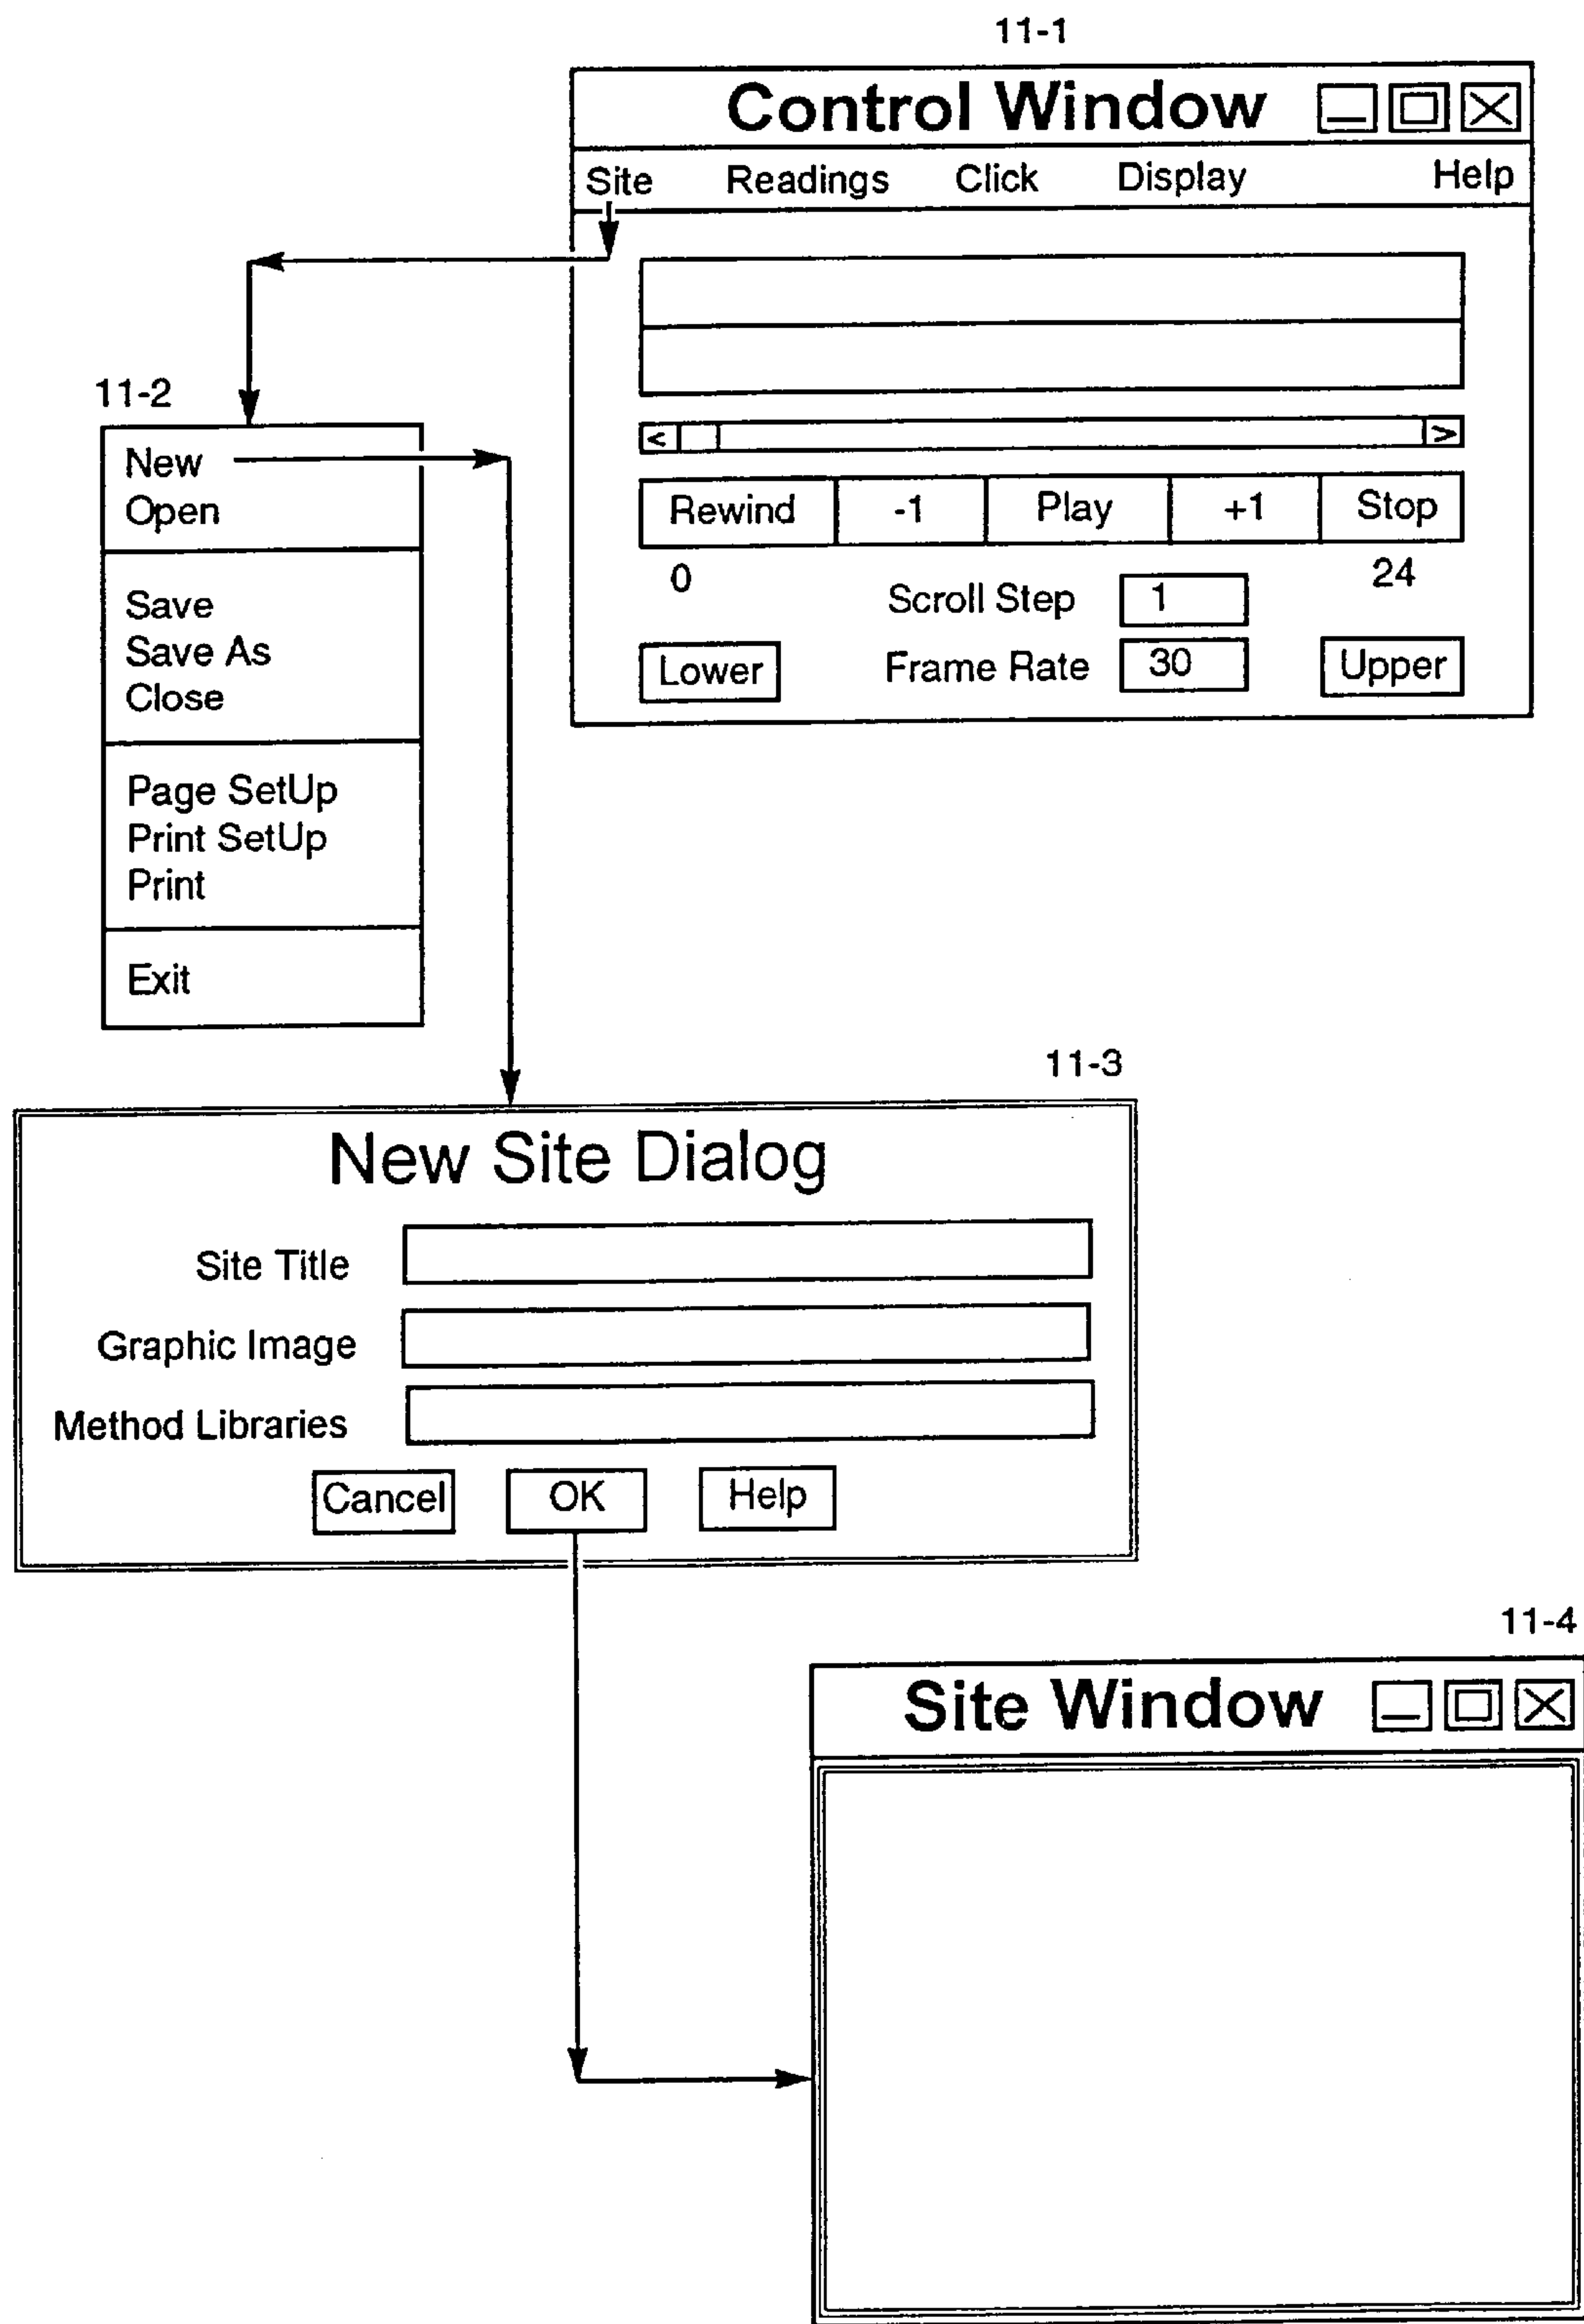 11-1
Control Window
Site Readings Click Display Help
< >
Rewind -1 Play +1 Stop
0 24
Scroll Step 1
Lower Frame Rate 30 Upper
11-2
New
Open
Save
Save As
Close
Page SetUp
Print SetUp
Print
Exit
11-3
New Site Dialog
Site Title
Graphic Image
Method Libraries
Cancel OK Help
11-4
Site Window